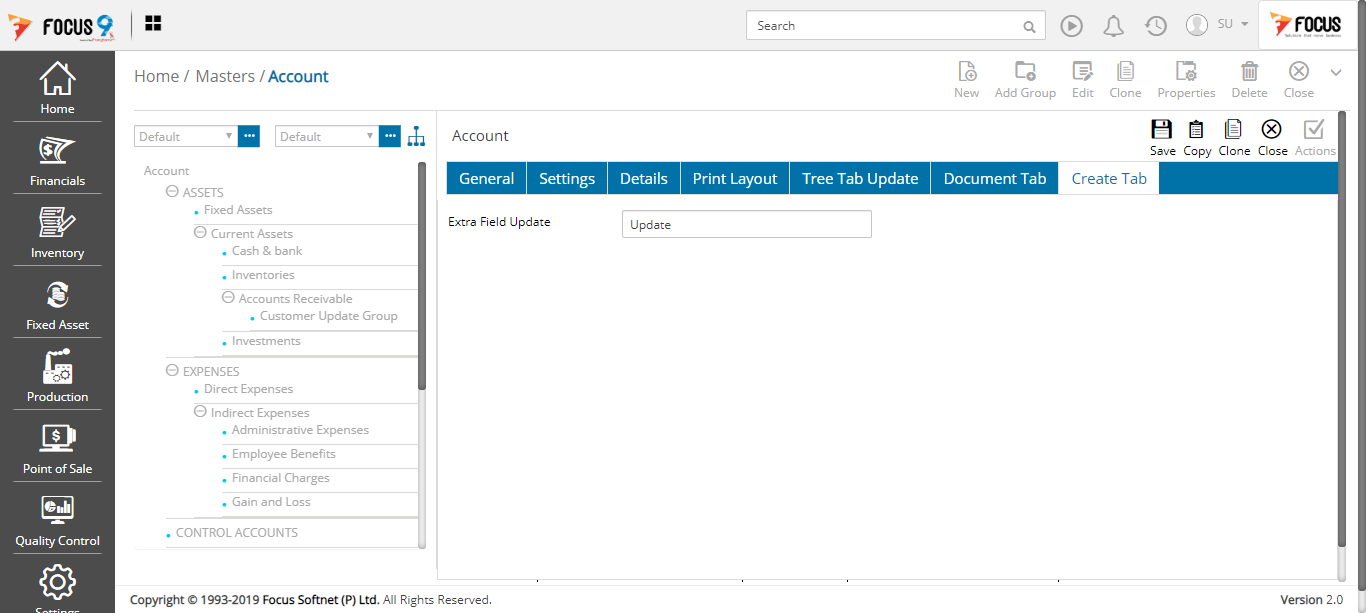 FOCUS 9
Search
SU
FOCUS
Home
Financials
Inventory
Fixed Asset
Production
Point of Sale
Quality Control
Settings
Home / Masters / Account
New
Add Group
Edit
Clone
Properties
Delete
Close
Default
Default
Account
ASSETS
Fixed Assets
Current Assets
Cash & bank
Inventories
Accounts Receivable
Customer Update Group
Investments
EXPENSES
Direct Expenses
Indirect Expenses
Administrative Expenses
Employee Benefits
Financial Charges
Gain and Loss
CONTROL ACCOUNTS
Account
Save
Copy
Clone
Close
Actions
General
Settings
Details
Print Layout
Tree Tab Update
Document Tab
Create Tab
Extra Field Update
Update
Copyright © 1993-2019 Focus Softnet (P) Ltd. All Rights Reserved.
Version 2.0